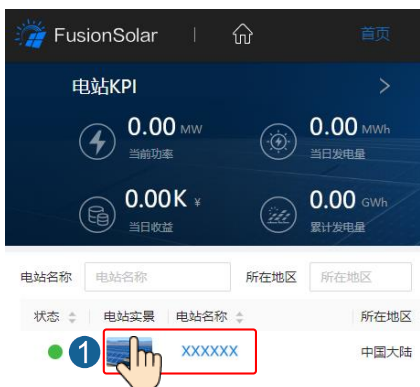 FusionSolar 首页
电站KPI >
0.00 MW 0.00 MWh
当前功率 当日发电量
0.00K ¥ 0.00 GWh
当日收益 累计发电量
电站名称 电站名称 所在地区 所在地区
状态 电站实景 电站名称 所在地区
1 XXXXXX 中国大陆